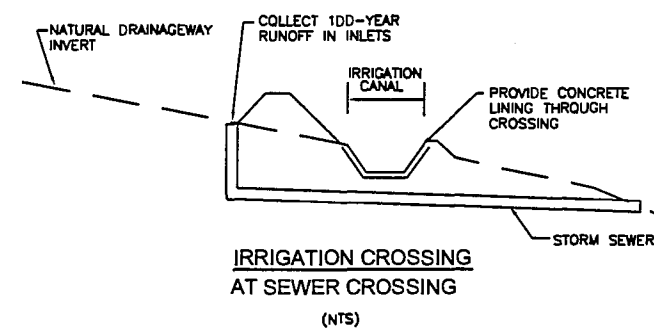 NATURAL DRAINAGEWAY
INVERT
COLLECT 1DD-YEAR
RUNOFF IN INLETS
IRRIGATION
CANAL
PROVIDE CONCRETE
LINING THROUGH
CROSSING
STORM SEWER
IRRIGATION CROSSING
AT SEWER CROSSING
(NTS)